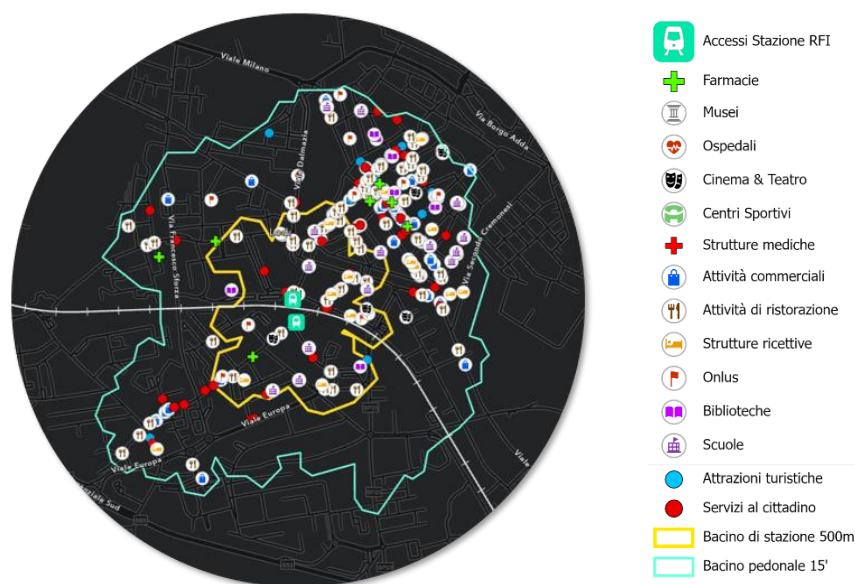 Viale Milano
Via Borgo Adda
Viale Dalmazia
Via Secondo Cremonesi
Via Francesco Sforza
Viale Europa
Viale Europa
Accessi Stazione RFI
Farmacie
Musei
Ospedali
Cinema & Teatro
Centri Sportivi
Strutture mediche
Attività commerciali
Attività di ristorazione
Strutture ricettive
Onlus
Biblioteche
Scuole
Attrazioni turistiche
Servizi al cittadino
Bacino di stazione 500m
Bacino pedonale 15'